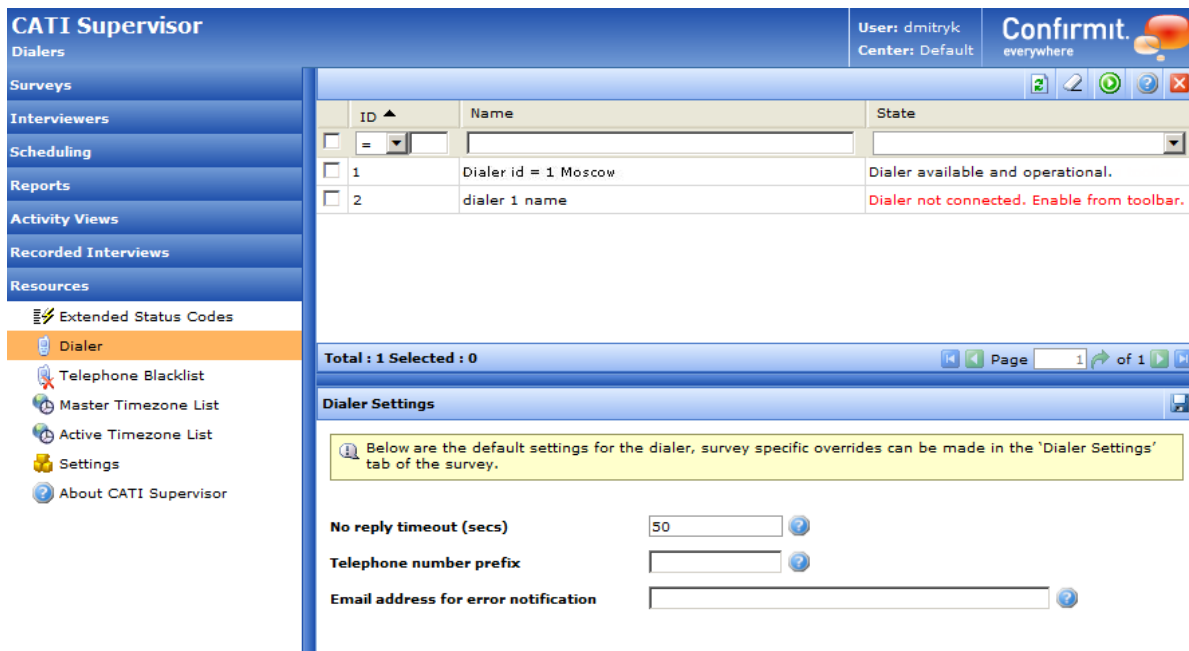 CATI Supervisor
Dialers
User: dmitryk
Center: Default
Confirmit.
everywhere
Surveys
Interviewers
Scheduling
Reports
Activity Views
Recorded Interviews
Resources
Extended Status Codes
Dialer
Telephone Blacklist
Master Timezone List
Active Timezone List
Settings
About CATI Supervisor
ID Name State
=
1 Dialer id = 1 Moscow Dialer available and operational.
2 dialer 1 name Dialer not connected. Enable from toolbar.
Total : 1 Selected : 0 Page 1 of 1
Dialer Settings
Below are the default settings for the dialer, survey specific overrides can be made in the 'Dialer Settings'
tab of the survey.
No reply timeout (secs) 50
Telephone number prefix
Email address for error notification